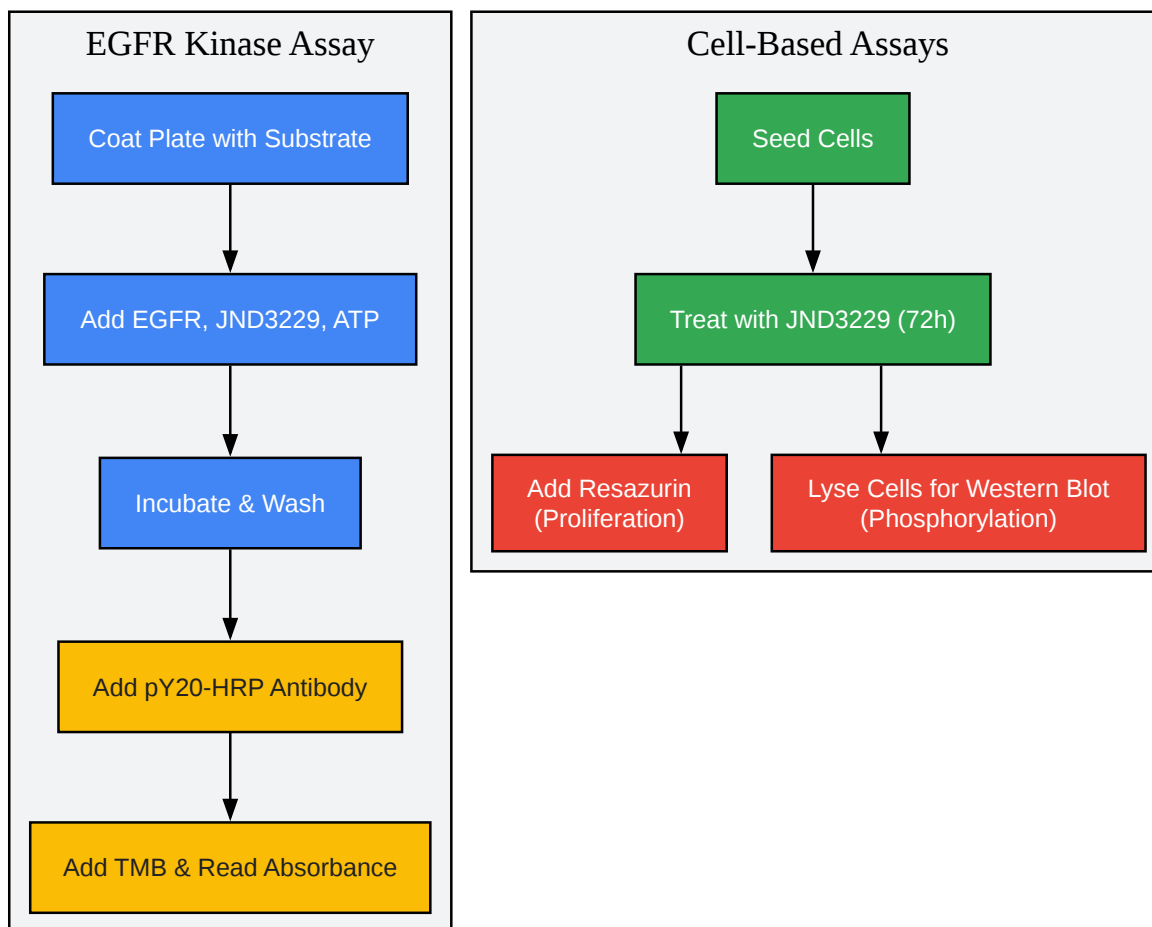 EGFR Kinase Assay
Coat Plate with Substrate
Add EGFR, JND3229, ATP
Incubate & Wash
Add pY20-HRP Antibody
Add TMB & Read Absorbance
Cell-Based Assays
Seed Cells
Treat with JND3229 (72h)
Add Resazurin
(Proliferation)
Lyse Cells for Western Blot
(Phosphorylation)